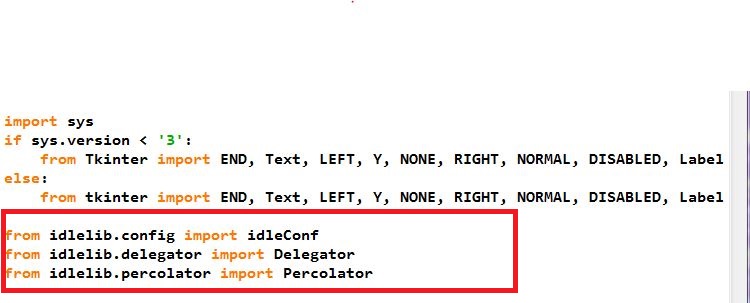 import sys
if sys.version < '3':
    from Tkinter import END, Text, LEFT, Y, NONE, RIGHT, NORMAL, DISABLED, Label
else:
    from tkinter import END, Text, LEFT, Y, NONE, RIGHT, NORMAL, DISABLED, Label
from idlelib.config import idleConf
from idlelib.delegator import Delegator
from idlelib.percolator import Percolator